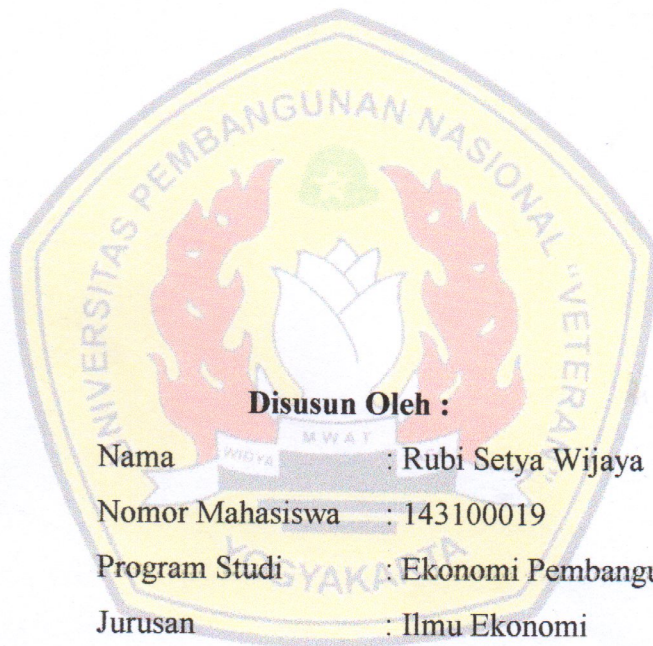 UNIVERSITAS PEMBANGUNAN NASIONAL "VETERAN"
Disusun Oleh :
WIDYA MWAT
Nama : Rubi Setya Wijaya
Nomor Mahasiswa : 143100019
Program Studi : Ekonomi Pembangu
YOGYAKARTA
Jurusan : Ilmu Ekonomi